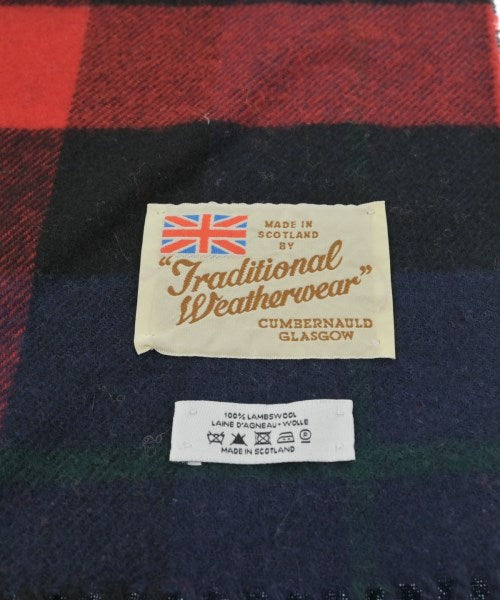 MADE IN
SCOTLAND
BY
"Traditional
Weatherwear"
CUMBERNAULD
GLASGOW
100% LAMBSWOOL
LAINE D'AGNEAU • WOLLE
MADE IN SCOTLAND